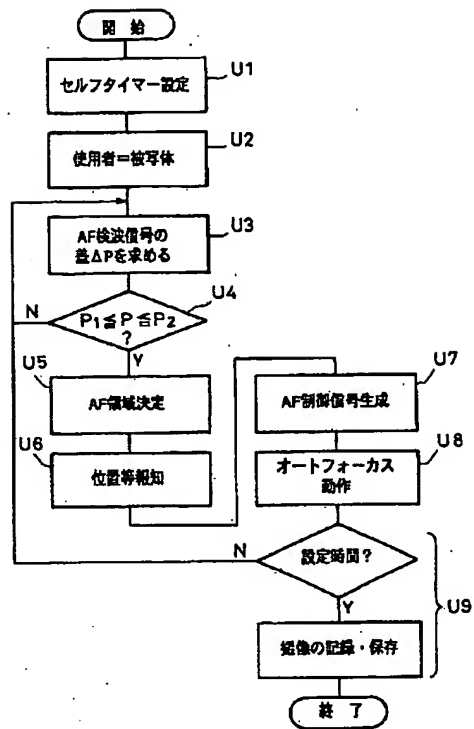 開 始
セルフタイマー設定
U1
使用者=被写体
U2
AF検波信号の
差ΔPを求める
U3
P1≦P≦P2
?
U4
N
Y
U5
AF領域決定
U6
位置等報知
U7
AF制御信号生成
U8
オートフォーカス
動作
設定時間?
N
Y
U9
撮像の記録・保存
終 了